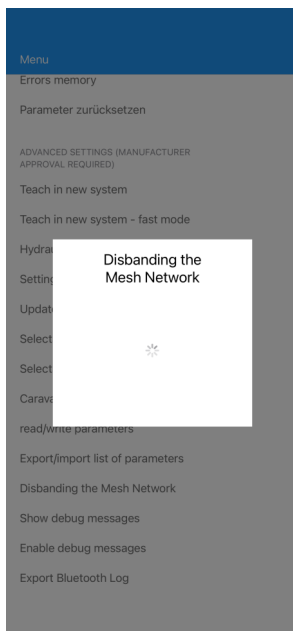 Menu
Errors memory
Parameter zurücksetzen
ADVANCED SETTINGS (MANUFACTURER
APPROVAL REQUIRED)
Teach in new system
Teach in new system - fast mode
Disbanding the
Mesh Network
read/write parameters
Export/import list of parameters
Disbanding the Mesh Network
Show debug messages
Enable debug messages
Export Bluetooth Log